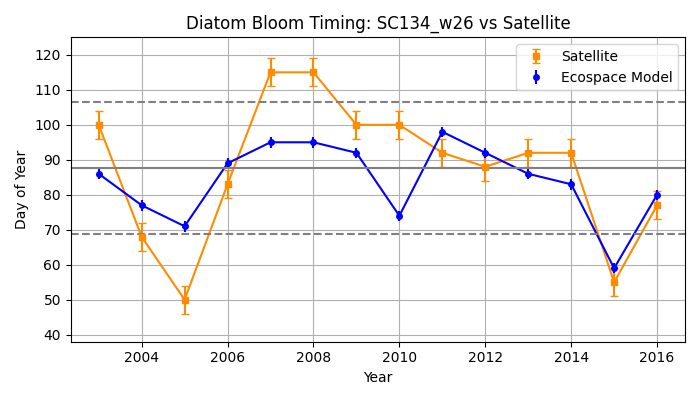 Diatom Bloom Timing: SC134_w26 vs Satellite
Satellite
Ecospace Model
120
110
100
90
80
70
60
50
40
Day of Year
2004 2006 2008 2010 2012 2014 2016
Year